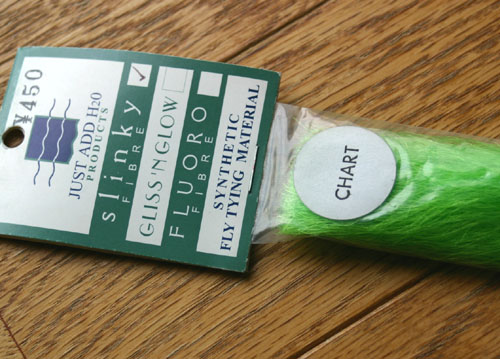 ¥450
JUST ADD H2O
PRODUCTS
slinky
FIBRE
GLISS'N GLOW
FLUORO
FIBRE
SYNTHETIC
FLY TYING MATERIAL
CHART